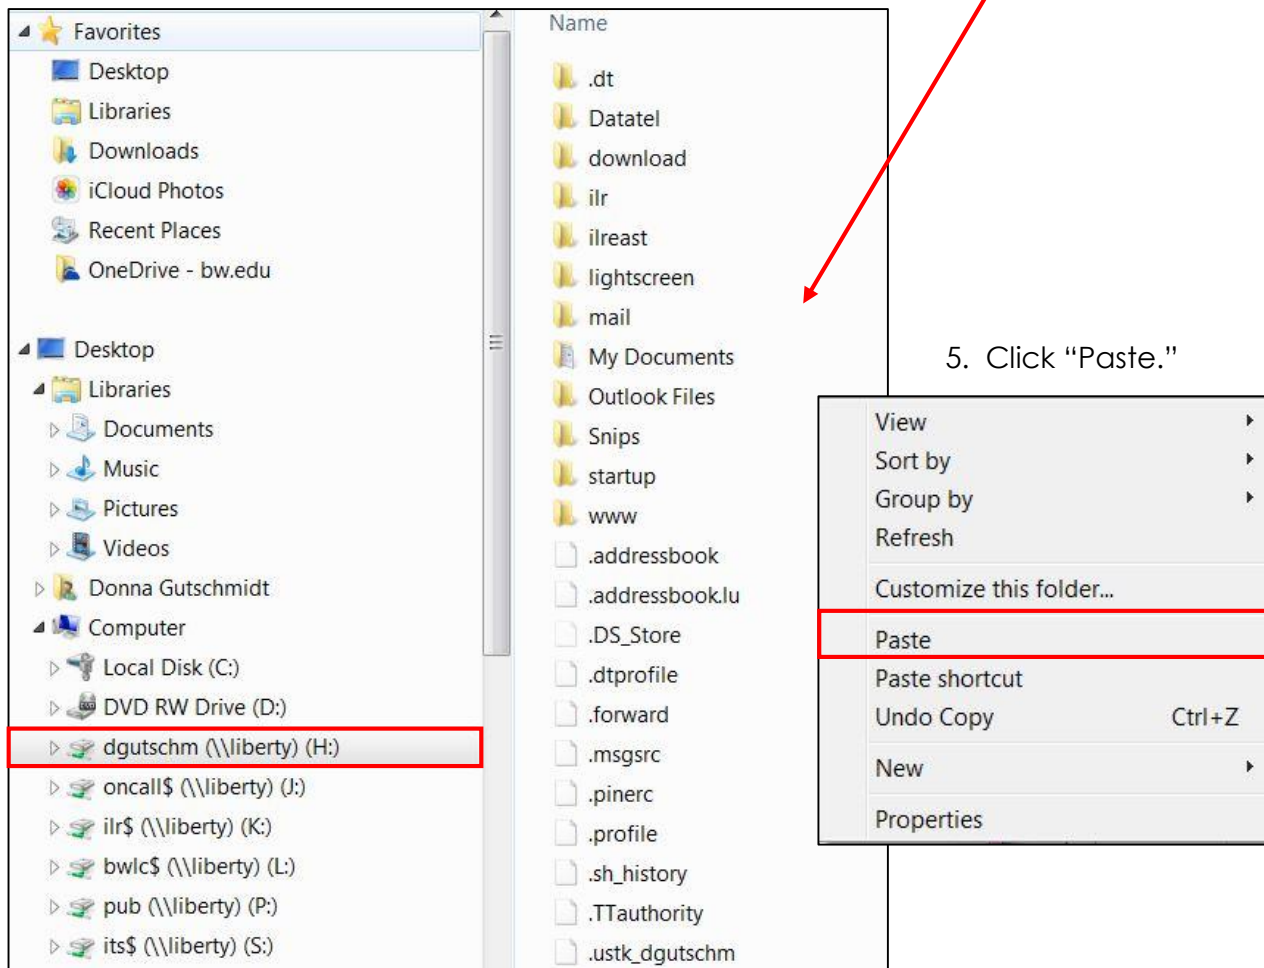 Favorites
Desktop
Libraries
Downloads
iCloud Photos
Recent Places
OneDrive - bw.edu
Desktop
Libraries
Documents
Music
Pictures
Videos
Donna Gutschmidt
Computer
Local Disk (C:)
DVD RW Drive (D:)
dgutschm (\\liberty) (H:)
oncall$ (\\liberty) (J:)
ilr$ (\\liberty) (K:)
bwlc$ (\\liberty) (L:)
pub (\\liberty) (P:)
its$ (\\liberty) (S:)
Name
.dt
Datatel
download
ilr
ilreast
lightscreen
mail
My Documents
Outlook Files
Snips
startup
www
.addressbook
.addressbook.lu
.DS_Store
.dtprofile
.forward
.msgsrc
.pinerc
.profile
.sh_history
.TTauthority
.ustk_dgutschm
5. Click “Paste.”
View
Sort by
Group by
Refresh
Customize this folder...
Paste
Paste shortcut
Undo Copy Ctrl+Z
New
Properties